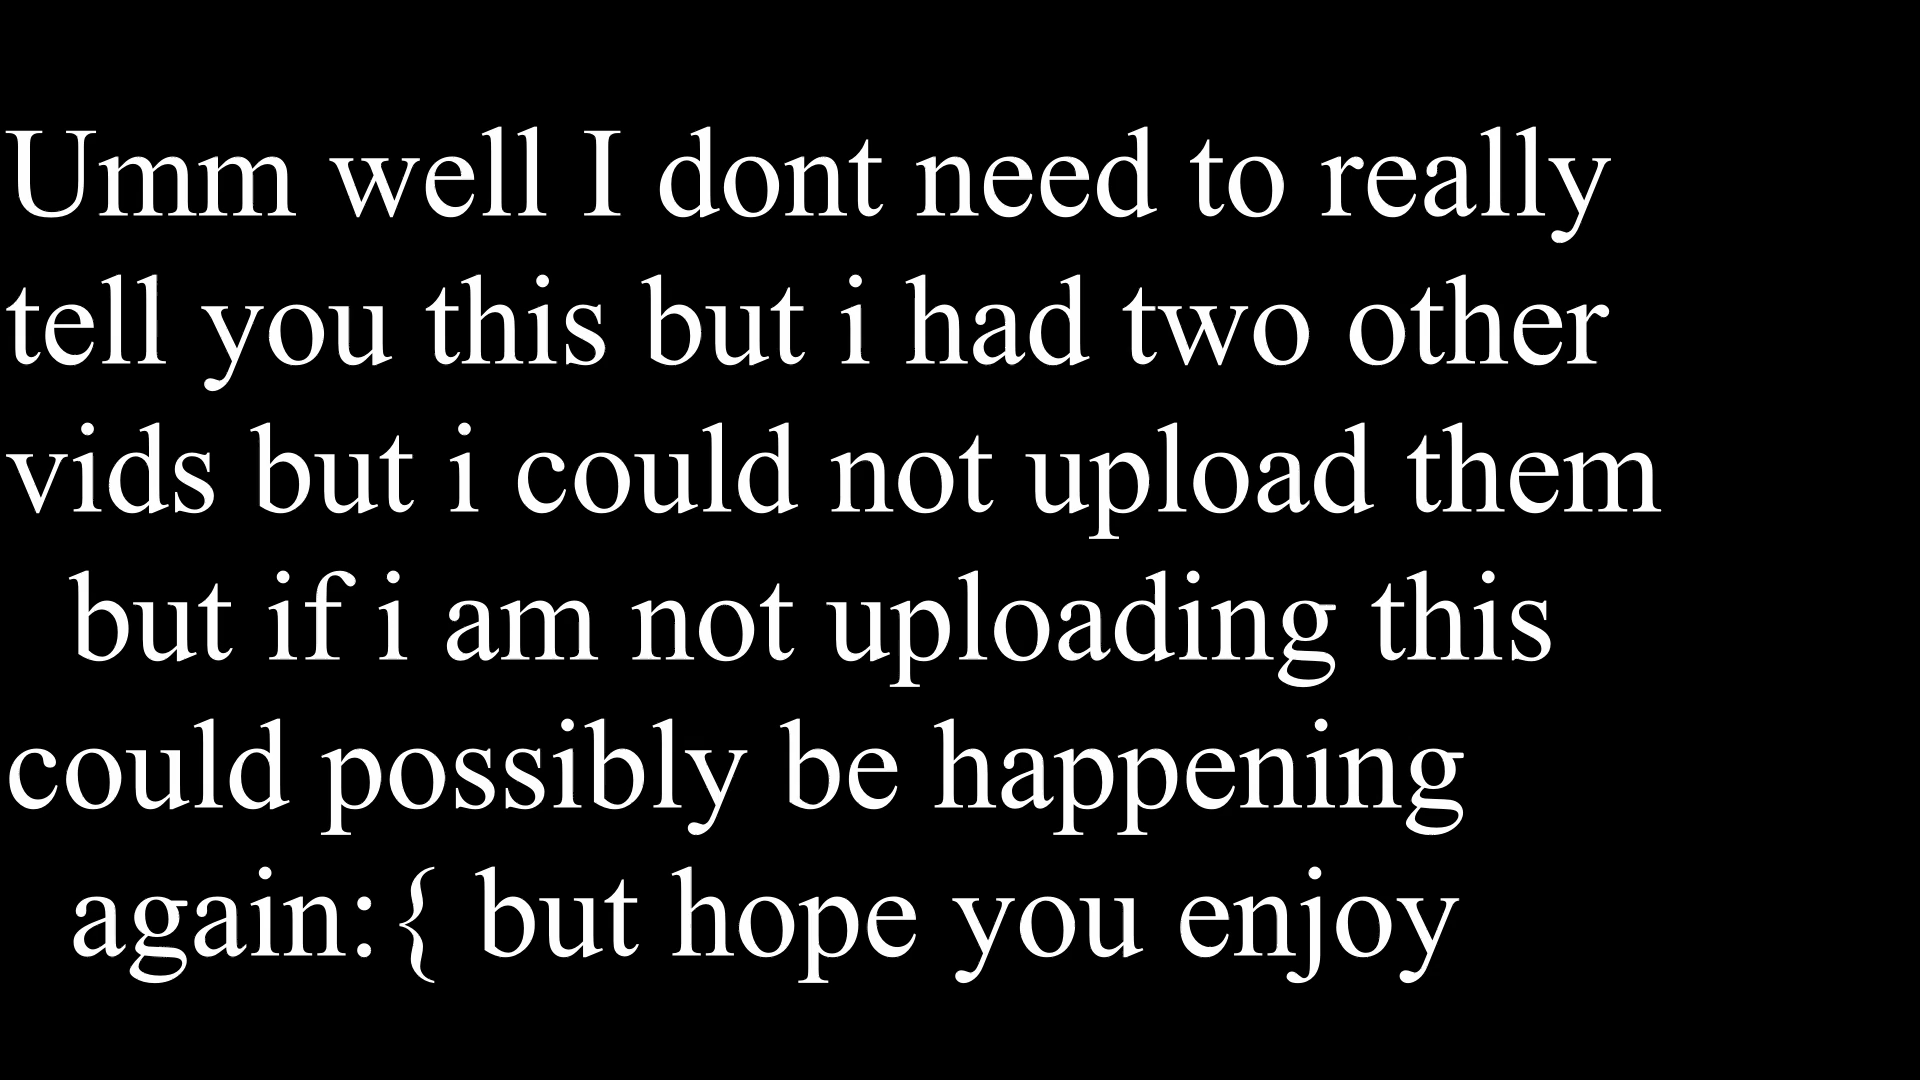 Umm well I dont need to really
tell you this but i had two other
vids but i could not upload them
but if i am not uploading this
could possibly be happening
again:{ but hope you enjoy